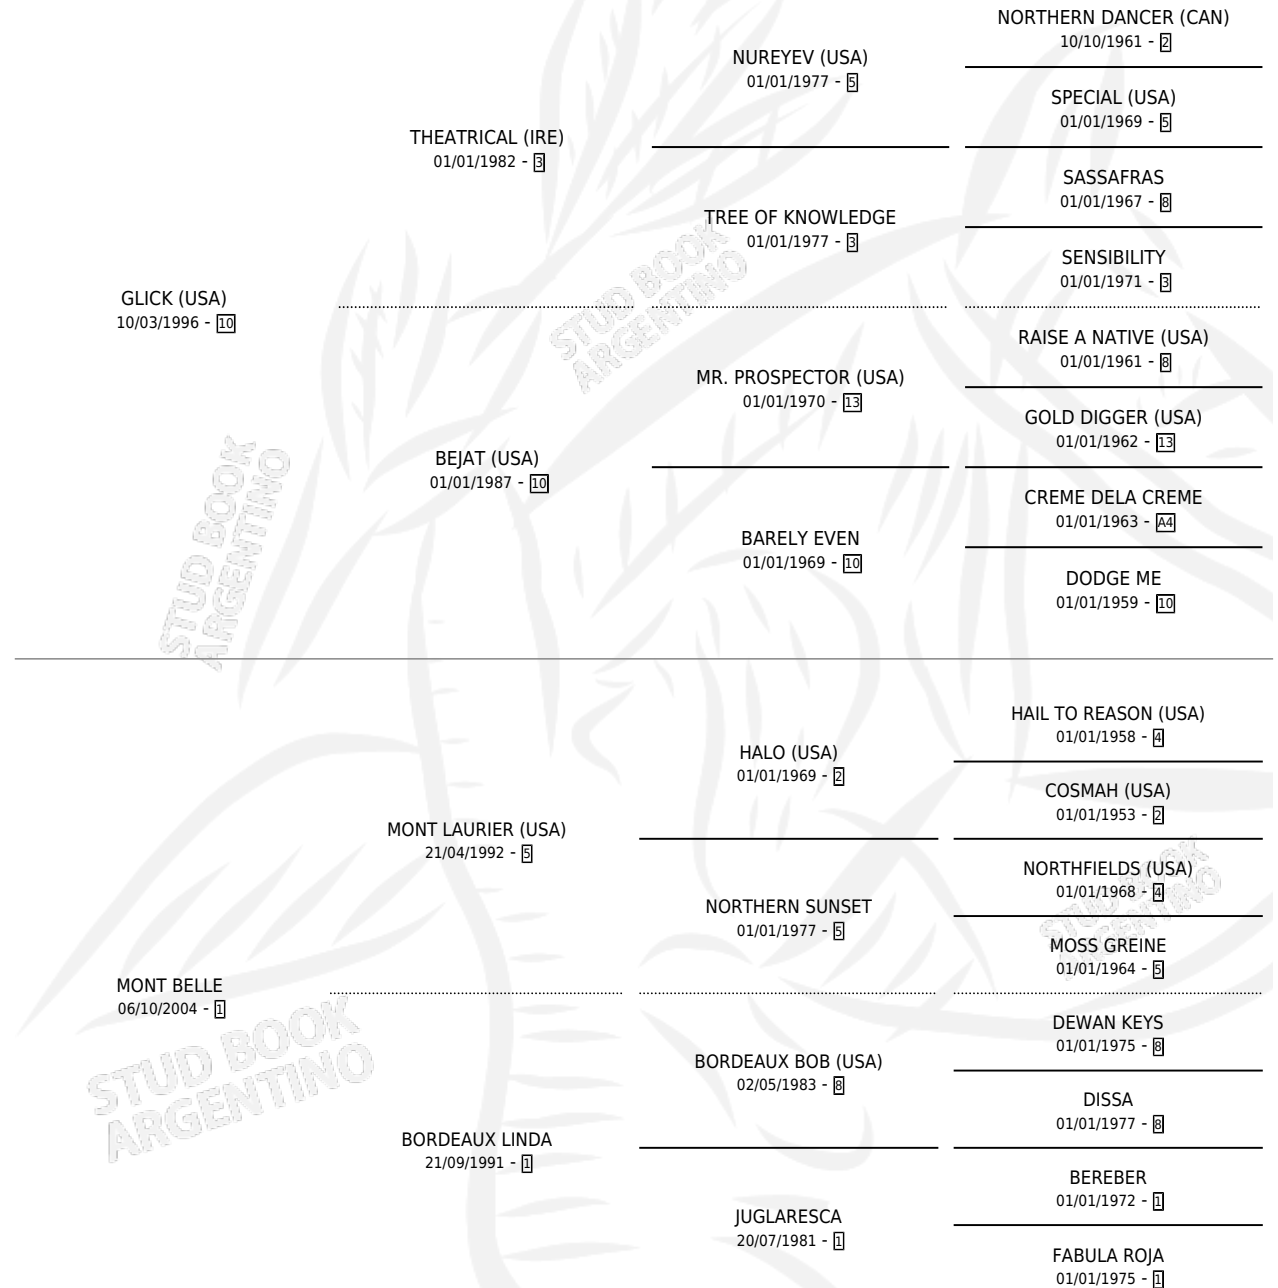 NORTHERN DANCER (CAN)
10/10/1961 - 2
NUREYEV (USA)
01/01/1977 - 5
SPECIAL (USA)
01/01/1969 - 5
THEATRICAL (IRE)
01/01/1982 - 3
SASSAFRAS
01/01/1967 - 8
TREE OF KNOWLEDGE
01/01/1977 - 3
SENSIBILITY
01/01/1971 - 3
GLICK (USA)
10/03/1996 - 10
STUD BOOK
ARGENTINO
RAISE A NATIVE (USA)
01/01/1961 - 8
MR. PROSPECTOR (USA)
01/01/1970 - 13
GOLD DIGGER (USA)
01/01/1962 - 13
BEJAT (USA)
01/01/1987 - 10
CREME DELA CREME
01/01/1963 - A4
BARELY EVEN
01/01/1969 - 10
DODGE ME
01/01/1959 - 10
STUD BOOK
ARGENTINO
HAIL TO REASON (USA)
01/01/1958 - 4
HALO (USA)
01/01/1969 - 2
COSMAH (USA)
01/01/1953 - 2
MONT LAURIER (USA)
21/04/1992 - 5
NORTHFIELDS (USA)
01/01/1968 - 4
NORTHERN SUNSET
01/01/1977 - 5
STUD BOOK
ARGENTINO
MOSS GREINE
01/01/1964 - 5
MONT BELLE
06/10/2004 - 1
STUD BOOK
ARGENTINO
DEWAN KEYS
01/01/1975 - 8
BORDEAUX BOB (USA)
02/05/1983 - 8
DISSA
01/01/1977 - 8
BORDEAUX LINDA
21/09/1991 - 1
BEREBER
01/01/1972 - 1
JUGLARESCA
20/07/1981 - 1
FABULA ROJA
01/01/1975 - 1